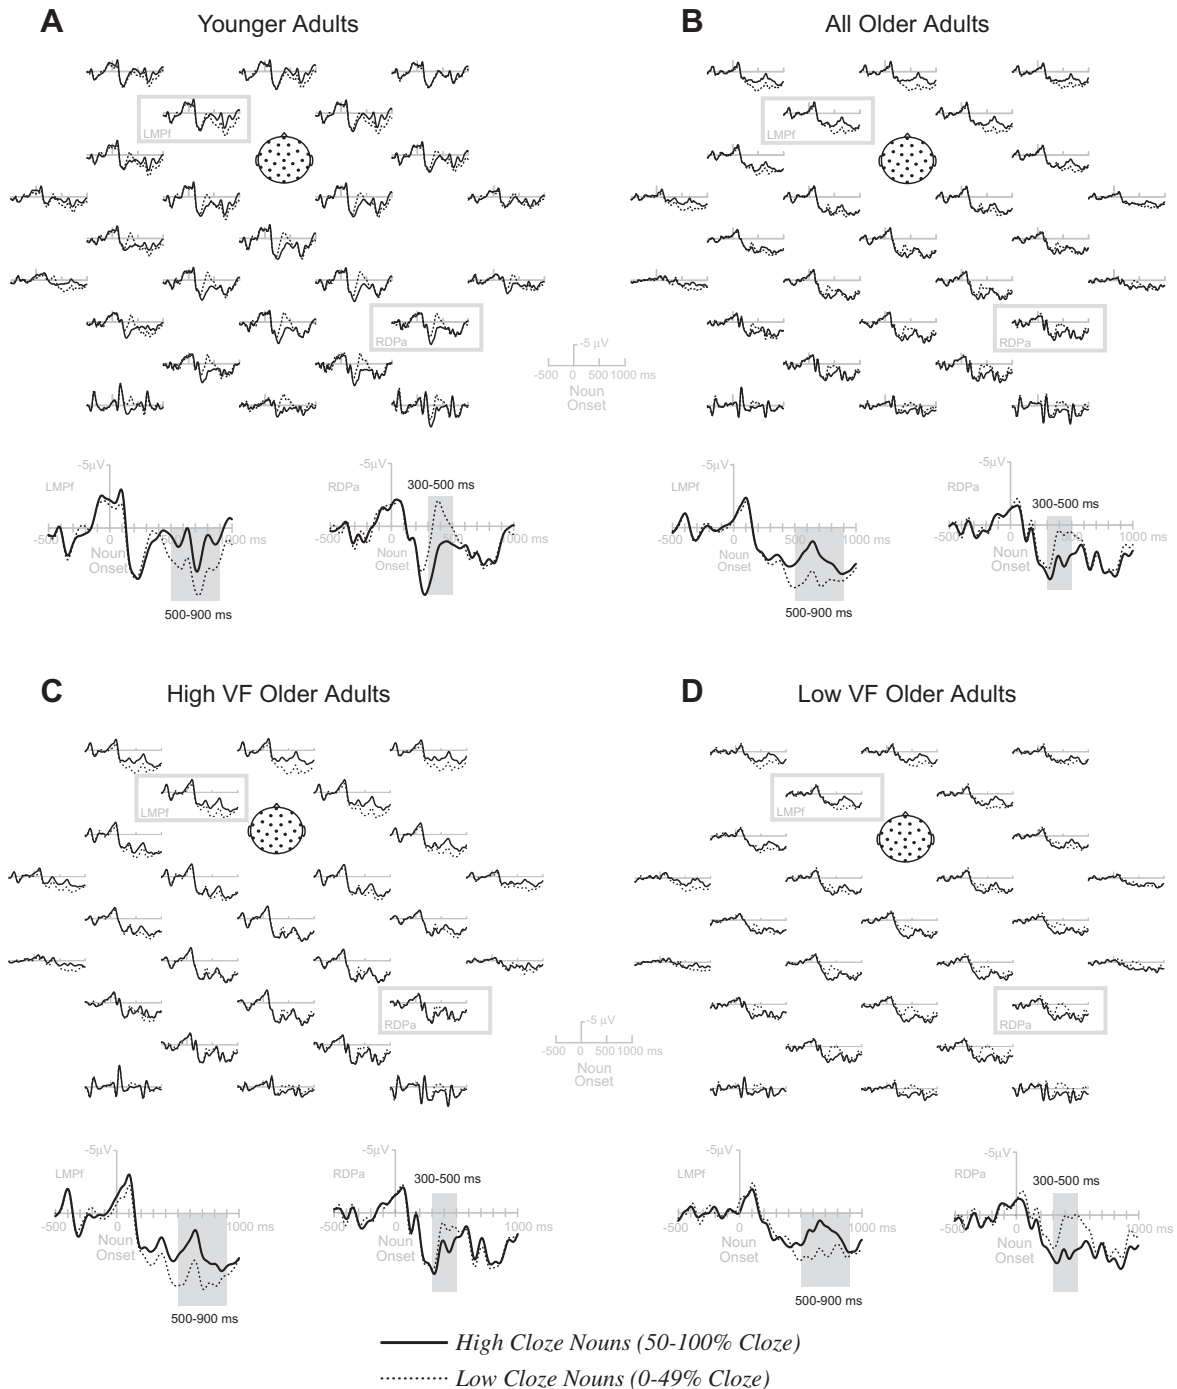 A
Younger Adults
B
All Older Adults
LMPf
LMPf
RDPa
RDPa
-5 µV
-500 0 500 1000 ms
Noun
Onset
-5µV
LMPf
-500 0 1000 ms
Noun
Onset
500-900 ms
-5µV
RDPa
300-500 ms
-500 0 1000 ms
Noun
Onset
-5µV
LMPf
-500 0 500 1000 ms
Noun
Onset
500-900 ms
-5µV
RDPa
300-500 ms
-500 0 500 1000 ms
Noun
Onset
C
High VF Older Adults
D
Low VF Older Adults
LMPf
LMPf
RDPa
RDPa
-5 µV
-500 0 500 1000 ms
Noun
Onset
-5µV
LMPf
-500 0 1000 ms
Noun
Onset
500-900 ms
-5µV
RDPa
300-500 ms
-500 0 500 1000 ms
Noun
Onset
-5µV
LMPf
-500 0 500 1000 ms
Noun
Onset
500-900 ms
-5µV
RDPa
300-500 ms
-500 0 500 1000 ms
Noun
Onset
High Cloze Nouns (50-100% Cloze)
Low Cloze Nouns (0-49% Cloze)